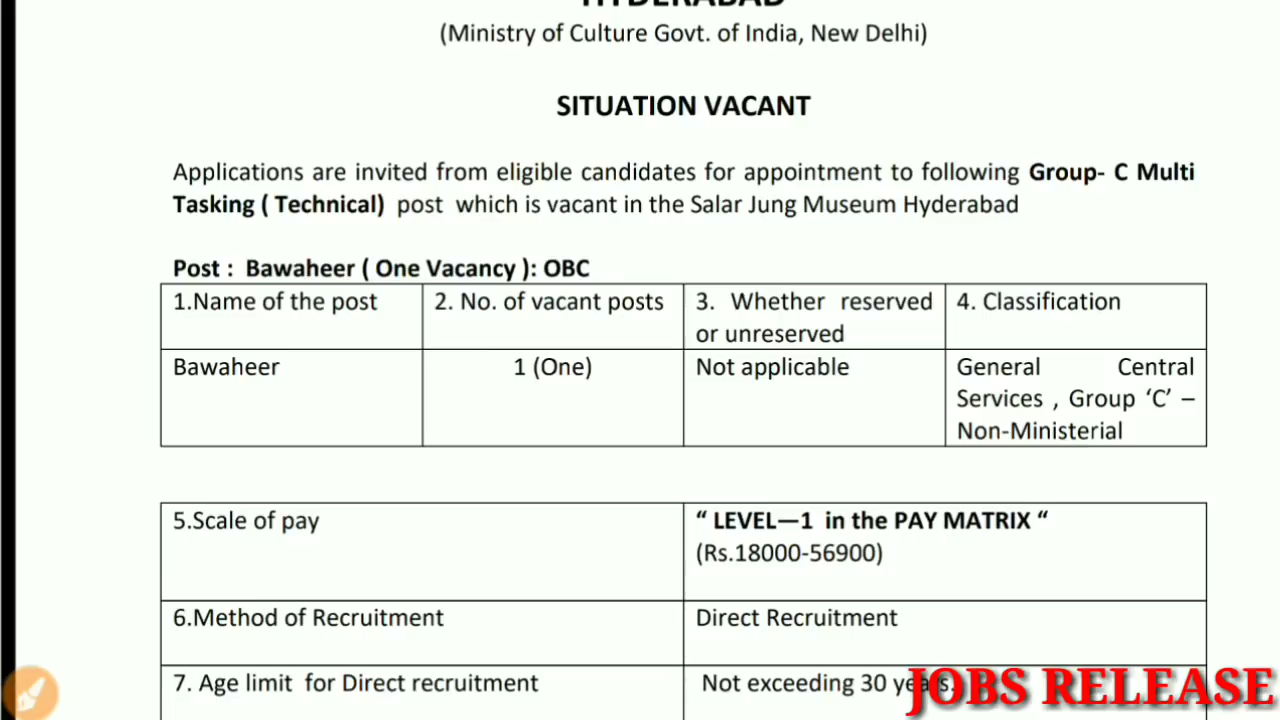 HYDERABAD
(Ministry of Culture Govt. of India, New Delhi)
SITUATION VACANT
Applications are invited from eligible candidates for appointment to following Group- C Multi
Tasking ( Technical) post which is vacant in the Salar Jung Museum Hyderabad
Post : Bawaheer ( One Vacancy ): OBC
1.Name of the post
2. No. of vacant posts
3. Whether reserved
or unreserved
4. Classification
Bawaheer
1 (One)
Not applicable
General Central
Services , Group ‘C’ –
Non-Ministerial
5.Scale of pay
“ LEVEL—1 in the PAY MATRIX “
(Rs.18000-56900)
6.Method of Recruitment
Direct Recruitment
7. Age limit for Direct recruitment
Not exceeding 30 years.
JOBS RELEASE